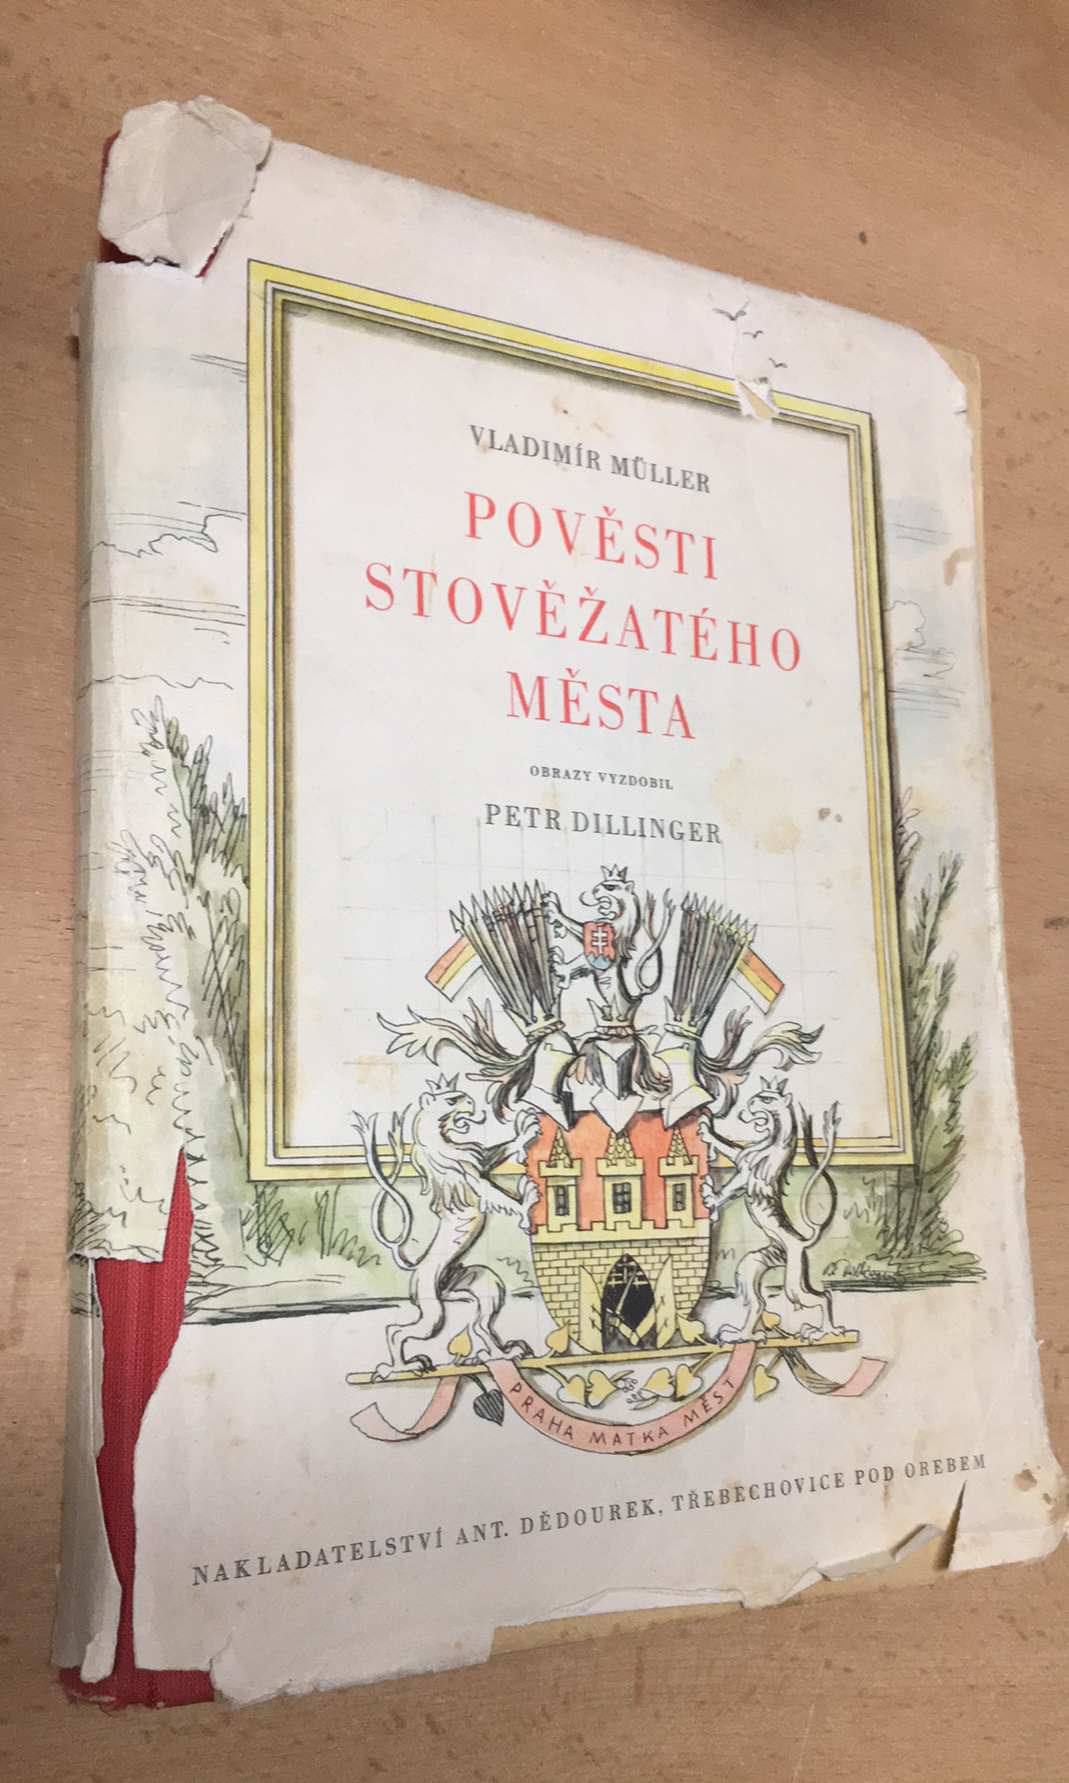 VLADIMÍR MÜLLER
POVĚSTI
STOVĚŽATÉHO
MĚSTA
OBRAZY VYZDOBIL
PETR DILLINGER
PRAHA MATKA MĚST
NAKLADATELSTVÍ ANT. DĚDOUREK, TŘEBECHOVICE POD OREBEM